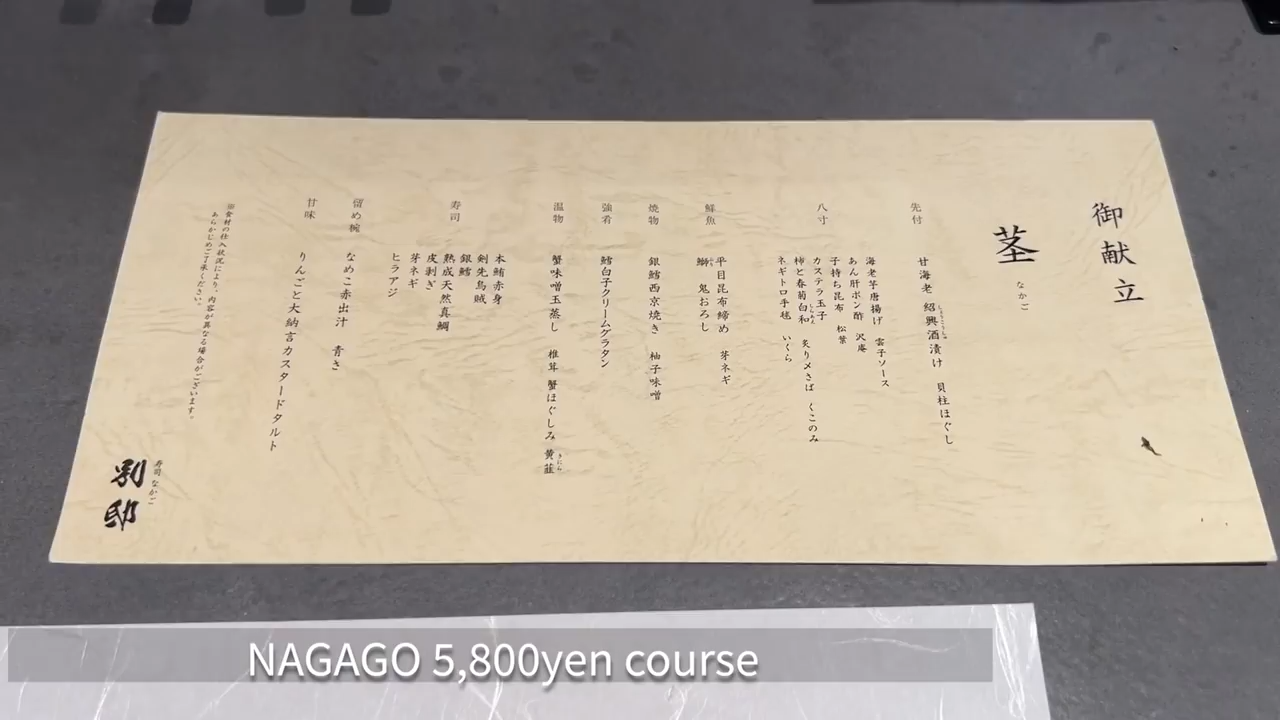 御献立
茎
なかご
先付
甘海老 紹興酒漬け 貝柱ほぐし
しょうこうしゅ
八寸
海老芋唐揚げ 雲子ソース
あん肝ポン酢 沢庵
子持ち昆布 松葉
カステラ玉子 炙り〆さば くこのみ
柿と春菊白和
ネギトロ手毬 いくら
鮮魚
平目昆布締め 芽ネギ
鰤 鬼おろし
焼物
銀鱈西京焼き 柚子味噌
強肴
鱈白子クリームグラタン
温物
蟹味噌玉蒸し 椎茸 蟹ほぐしみ 黄韮
きにら
寿司
本鮪赤身
剣先烏賊
銀鱈
熟成天然真鯛
皮剥ぎ
芽ネギ
ヒラアジ
留め椀
なめこ赤出汁 青さ
甘味
りんごと大納言カスタードタルト
※食材の仕入状況により、内容が異なる場合がございます。
あらかじめご了承ください。
寿司 なかご
別邸
NAGAGO 5,800yen course